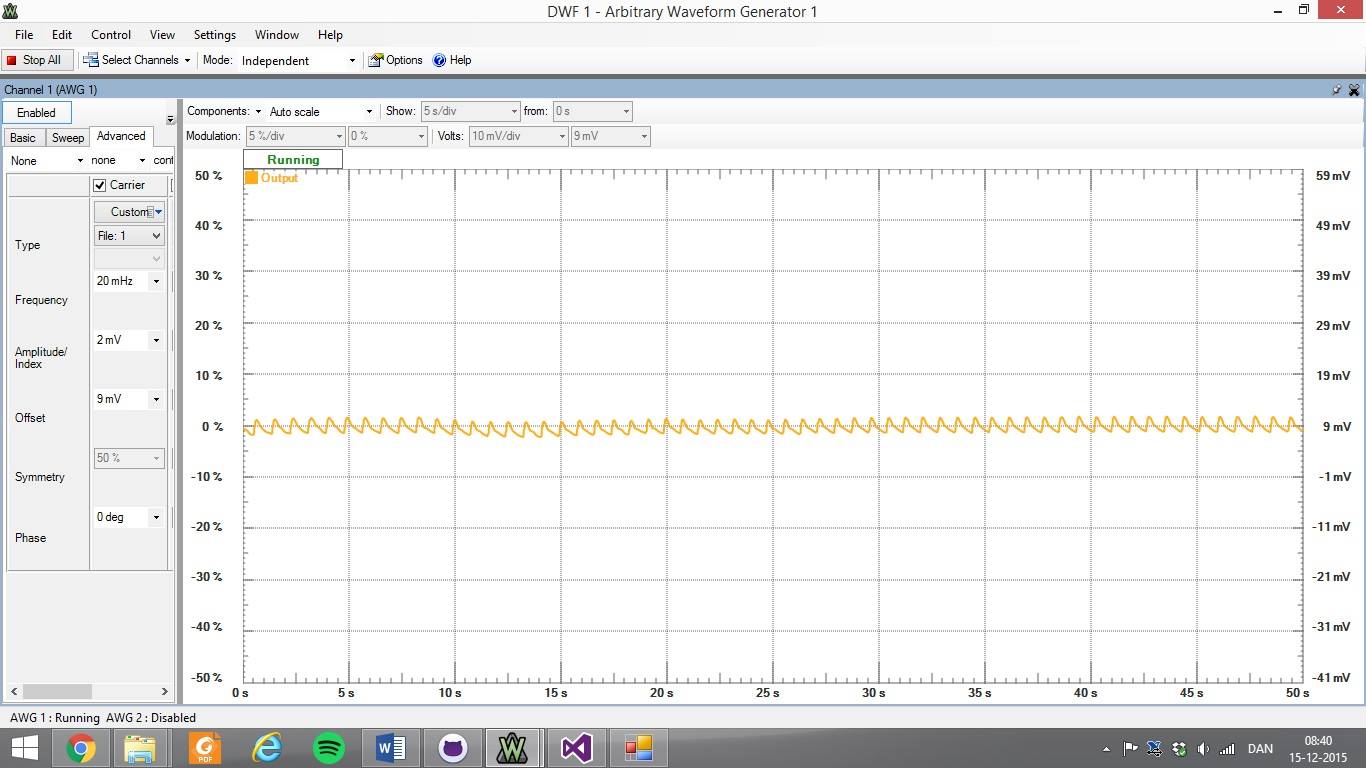 DWF 1 - Arbitrary Waveform Generator 1
File Edit Control View Settings Window Help
Stop All Select Channels Mode: Independent Options Help
Channel 1 (AWG 1)
Enabled
Components: Auto scale Show: 5 s/div from: 0 s
Basic Sweep Advanced
Modulation: 5 %/div 0 % Volts: 10 mV/div 9 mV
None none cont
Running
Carrier
Output
Type
Custom
File: 1
Frequency
20 mHz
Amplitude/
Index
2 mV
Offset
9 mV
Symmetry
50 %
Phase
0 deg
50 % 59 mV
40 % 49 mV
30 % 39 mV
20 % 29 mV
10 % 19 mV
0 % 9 mV
-10 % -1 mV
-20 % -11 mV
-30 % -21 mV
-40 % -31 mV
-50 % -41 mV
0 s 5 s 10 s 15 s 20 s 25 s 30 s 35 s 40 s 45 s 50 s
AWG 1 : Running AWG 2 : Disabled
PDF
DAN
08:40
15-12-2015